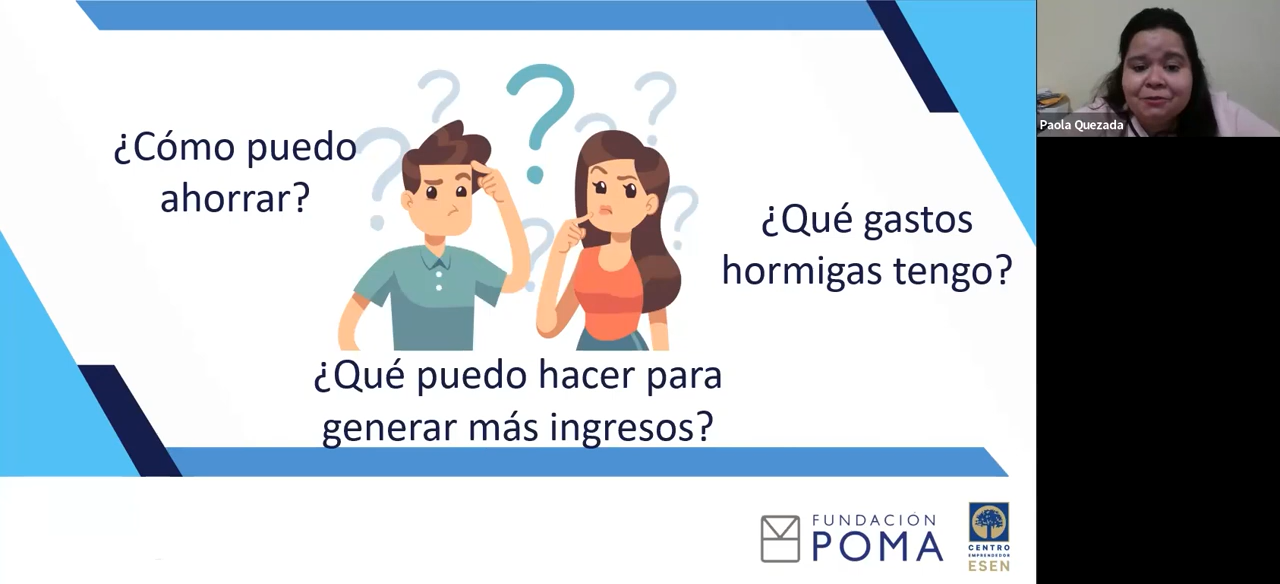 ¿Cómo puedo
ahorrar?
¿Qué gastos
hormigas tengo?
¿Qué puedo hacer para
generar más ingresos?
Paola Quezada
FUNDACIÓN
POMA
CENTRO
EMPRENDEDOR
ESEN